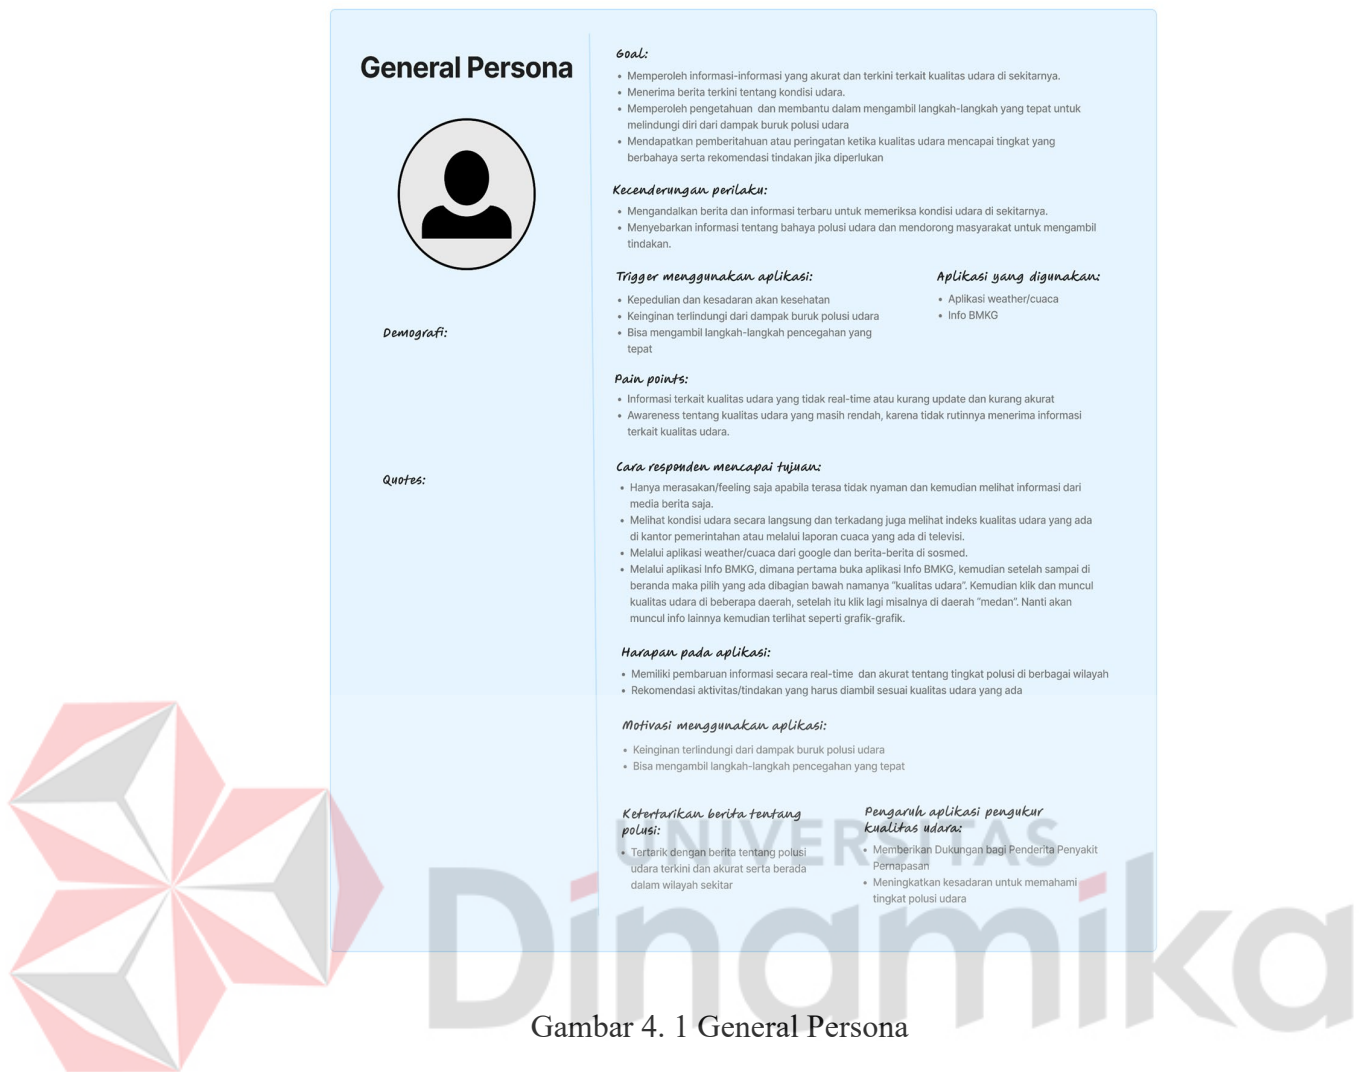 General Persona
Demografi:
Quotes:
Goal:
• Memperoleh informasi-informasi yang akurat dan terkini terkait kualitas udara di sekitarnya.
• Menerima berita terkini tentang kondisi udara.
• Memperoleh pengetahuan dan membantu dalam mengambil langkah-langkah yang tepat untuk
melindungi diri dari dampak buruk polusi udara
• Mendapatkan pemberitahuan atau peringatan ketika kualitas udara mencapai tingkat yang
berbahaya serta rekomendasi tindakan jika diperlukan
Kecenderungan perilaku:
• Mengandalkan berita dan informasi terbaru untuk memeriksa kondisi udara di sekitarnya.
• Menyebarkan informasi tentang bahaya polusi udara dan mendorong masyarakat untuk mengambil
tindakan.
Trigger menggunakan aplikasi:
• Kepedulian dan kesadaran akan kesehatan
• Keinginan terlindungi dari dampak buruk polusi udara
• Bisa mengambil langkah-langkah pencegahan yang
tepat
Aplikasi yang digunakan:
• Aplikasi weather/cuaca
• Info BMKG
Pain points:
• Informasi terkait kualitas udara yang tidak real-time atau kurang update dan kurang akurat
• Awareness tentang kualitas udara yang masih rendah, karena tidak rutinnya menerima informasi
terkait kualitas udara.
Cara responden mencapai tujuan:
• Hanya merasakan/feeling saja apabila terasa tidak nyaman dan kemudian melihat informasi dari
media berita saja.
• Melihat kondisi udara secara langsung dan terkadang juga melihat indeks kualitas udara yang ada
di kantor pemerintahan atau melalui laporan cuaca yang ada di televisi.
• Melalui aplikasi weather/cuaca dari google dan berita-berita di sosmed.
• Melalui aplikasi Info BMKG, dimana pertama buka aplikasi Info BMKG, kemudian setelah sampai di
beranda maka pilih yang ada dibagian bawah namanya “kualitas udara”. Kemudian klik dan muncul
kualitas udara di beberapa daerah, setelah itu klik lagi misalnya di daerah “medan”. Nanti akan
muncul info lainnya kemudian terlihat seperti grafik-grafik.
Harapan pada aplikasi:
• Memiliki pembaruan informasi secara real-time dan akurat tentang tingkat polusi di berbagai wilayah
• Rekomendasi aktivitas/tindakan yang harus diambil sesuai kualitas udara yang ada
Motivasi menggunakan aplikasi:
• Keinginan terlindungi dari dampak buruk polusi udara
• Bisa mengambil langkah-langkah pencegahan yang tepat
Ketertarikan berita tentang
polusi:
• Tertarik dengan berita tentang polusi
udara terkini dan akurat serta berada
dalam wilayah sekitar
Pengaruh aplikasi pengukur
kualitas udara:
• Memberikan Dukungan bagi Penderita Penyakit
Pernapasan
• Meningkatkan kesadaran untuk memahami
tingkat polusi udara
UNIVERSITAS
Dinamika
Gambar 4. 1 General Persona